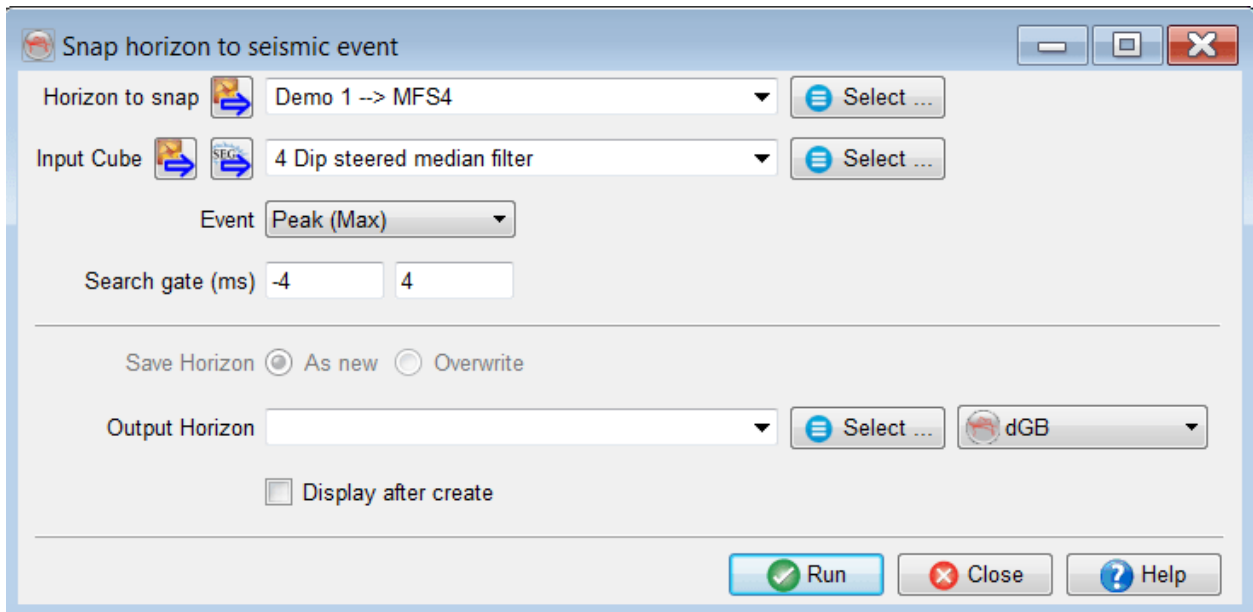 Snap horizon to seismic event
Horizon to snap Demo 1 --> MFS4 Select ...
Input Cube SEG 4 Dip steered median filter Select ...
Event Peak (Max)
Search gate (ms) -4 4
Save Horizon As new Overwrite
Output Horizon Select ... dGB
Display after create
Run Close Help